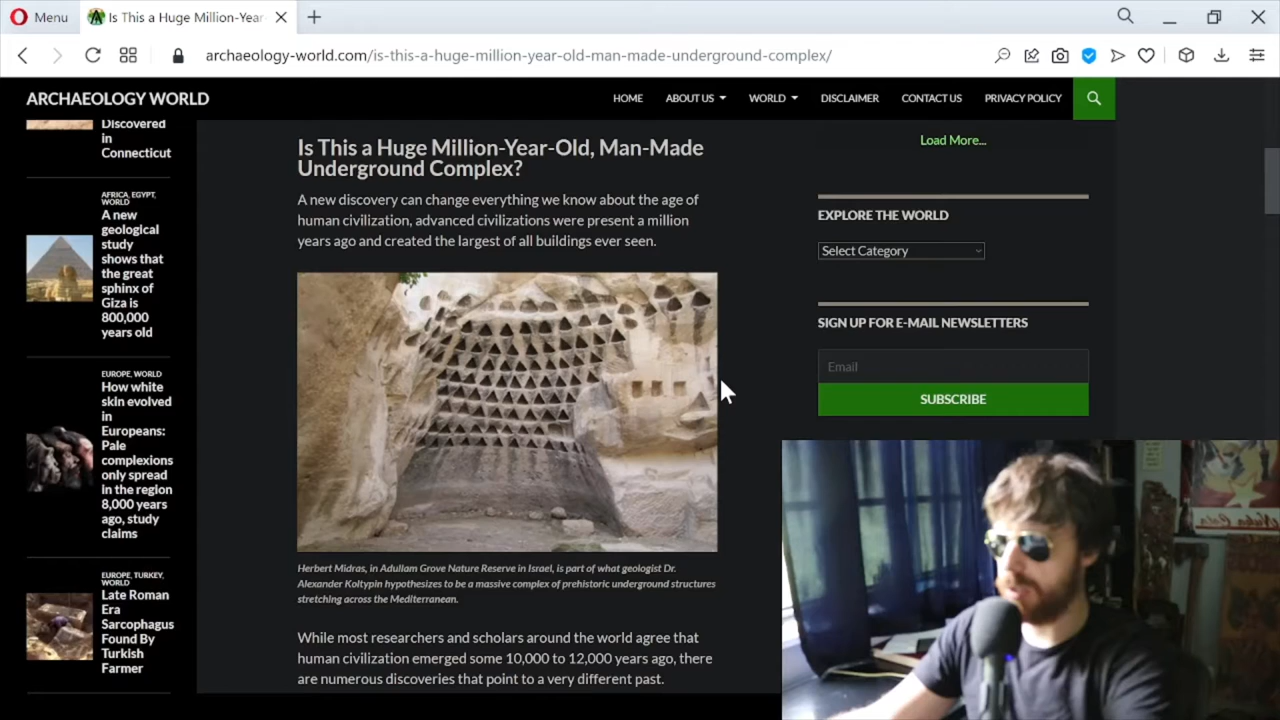 Menu
Is This a Huge Million-Year
archaeology-world.com/is-this-a-huge-million-year-old-man-made-underground-complex/
ARCHAEOLOGY WORLD
HOME
ABOUT US
WORLD
DISCLAIMER
CONTACT US
PRIVACY POLICY
Discovered
in
Connecticut
AFRICA, EGYPT,
WORLD
A new
geological
study
shows that
the great
sphinx of
Giza is
800,000
years old
EUROPE, WORLD
How white
skin evolved
in
Europeans:
Pale
complexions
only spread
in the region
8,000 years
ago, study
claims
EUROPE, TURKEY,
WORLD
Late Roman
Era
Sarcophagus
Found By
Turkish
Farmer
Is This a Huge Million-Year-Old, Man-Made
Underground Complex?
A new discovery can change everything we know about the age of
human civilization, advanced civilizations were present a million
years ago and created the largest of all buildings ever seen.
Herbert Midras, in Adullam Grove Nature Reserve in Israel, is part of what geologist Dr.
Alexander Koltypin hypothesizes to be a massive complex of prehistoric underground structures
stretching across the Mediterranean.
While most researchers and scholars around the world agree that
human civilization emerged some 10,000 to 12,000 years ago, there
are numerous discoveries that point to a very different past.
Load More...
EXPLORE THE WORLD
Select Category
SIGN UP FOR E-MAIL NEWSLETTERS
Email
SUBSCRIBE